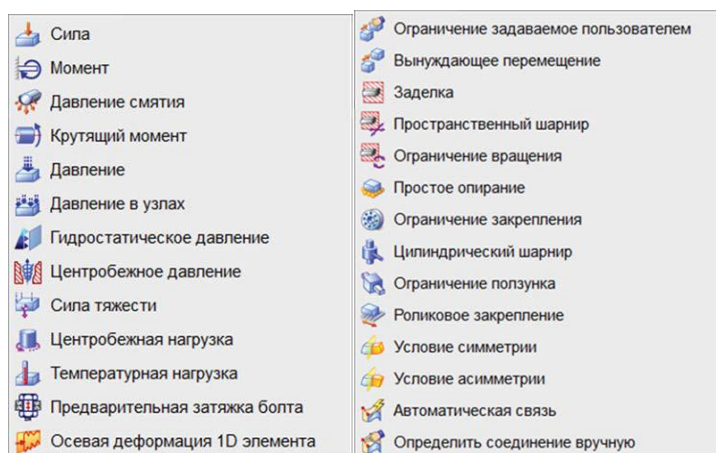 Сила
Момент
Давление смятия
Крутящий момент
Давление
Давление в узлах
Гидростатическое давление
Центробежное давление
Сила тяжести
Центробежная нагрузка
Температурная нагрузка
Предварительная затяжка болта
Осевая деформация 1D элемента
Ограничение задаваемое пользователем
Вынуждающее перемещение
Заделка
Пространственный шарнир
Ограничение вращения
Простое опирание
Ограничение закрепления
Цилиндрический шарнир
Ограничение ползунка
Роликовое закрепление
Условие симметрии
Условие асимметрии
Автоматическая связь
Определить соединение вручную